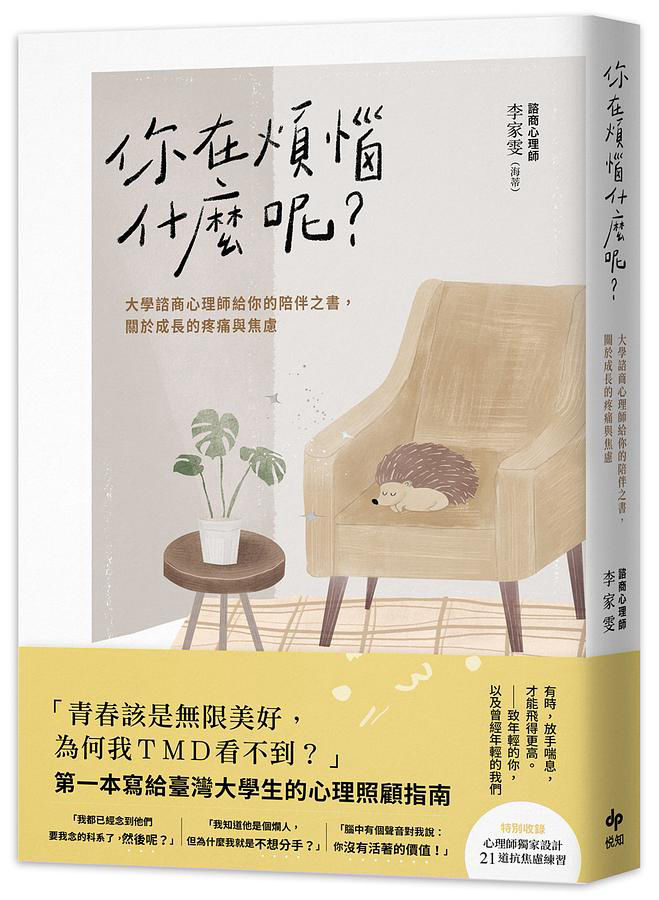 你在煩惱
什麼呢？
諮商心理師
李家雯（海蒂）
大學諮商心理師給你的陪伴之書，
關於成長的疼痛與焦慮
「青春該是無限美好，
為何我TMD看不到？」
第一本寫給臺灣大學生的心理照顧指南
「我都已經念到他們
要我念的科系了，然後呢？」
「我知道他是個爛人，
但為什麼我就是不想分手？」
「腦中有個聲音對我說：
你沒有活著的價值！」
有時，放手喘息，
才能飛得更高。
——致年輕的你，
以及曾經年輕的我們
特別收錄
心理師獨家設計
21道抗焦慮練習
你在煩惱什麼呢？
大學諮商心理師給你的陪伴之書，
關於成長的疼痛與焦慮
諮商心理師
李家雯
dp
悦知